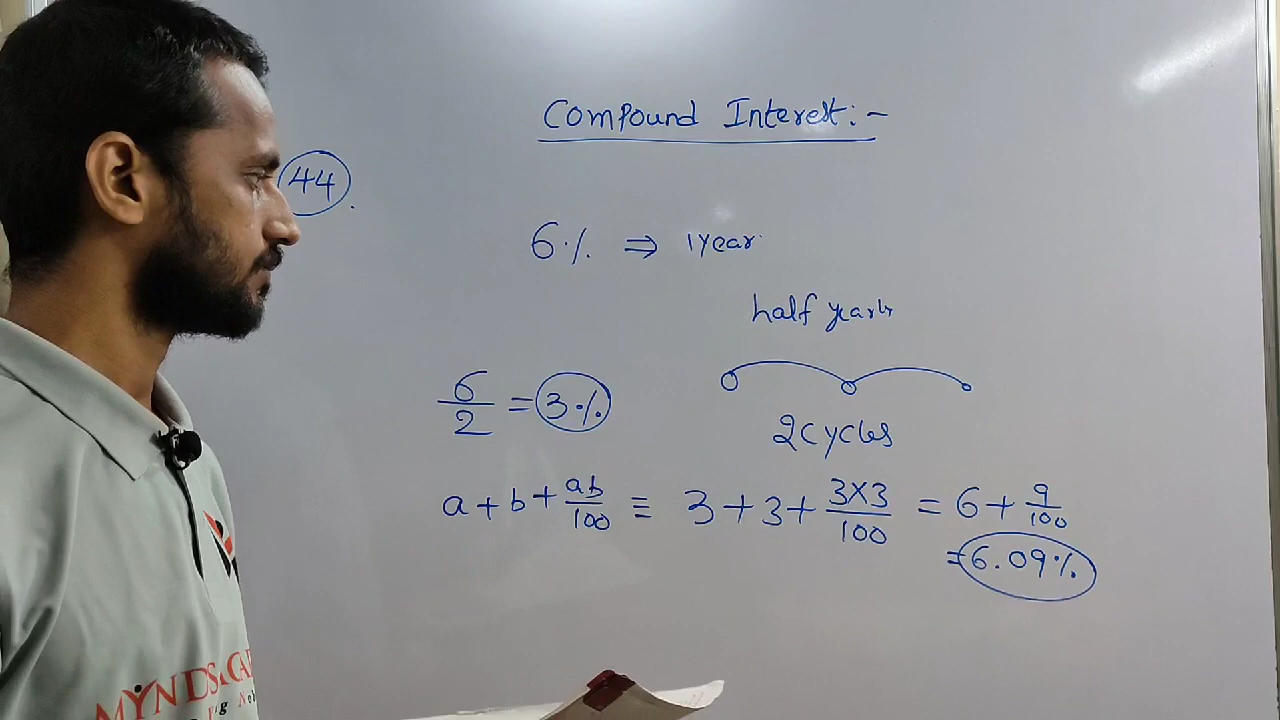 Compound Interest:-
44.
6% ⇒ 1year
half yearly
6/2 = 3%
2cycles
a+b+ab/100 ≡ 3+3+3×3/100 = 6+9/100
=6.09%
MYNDS